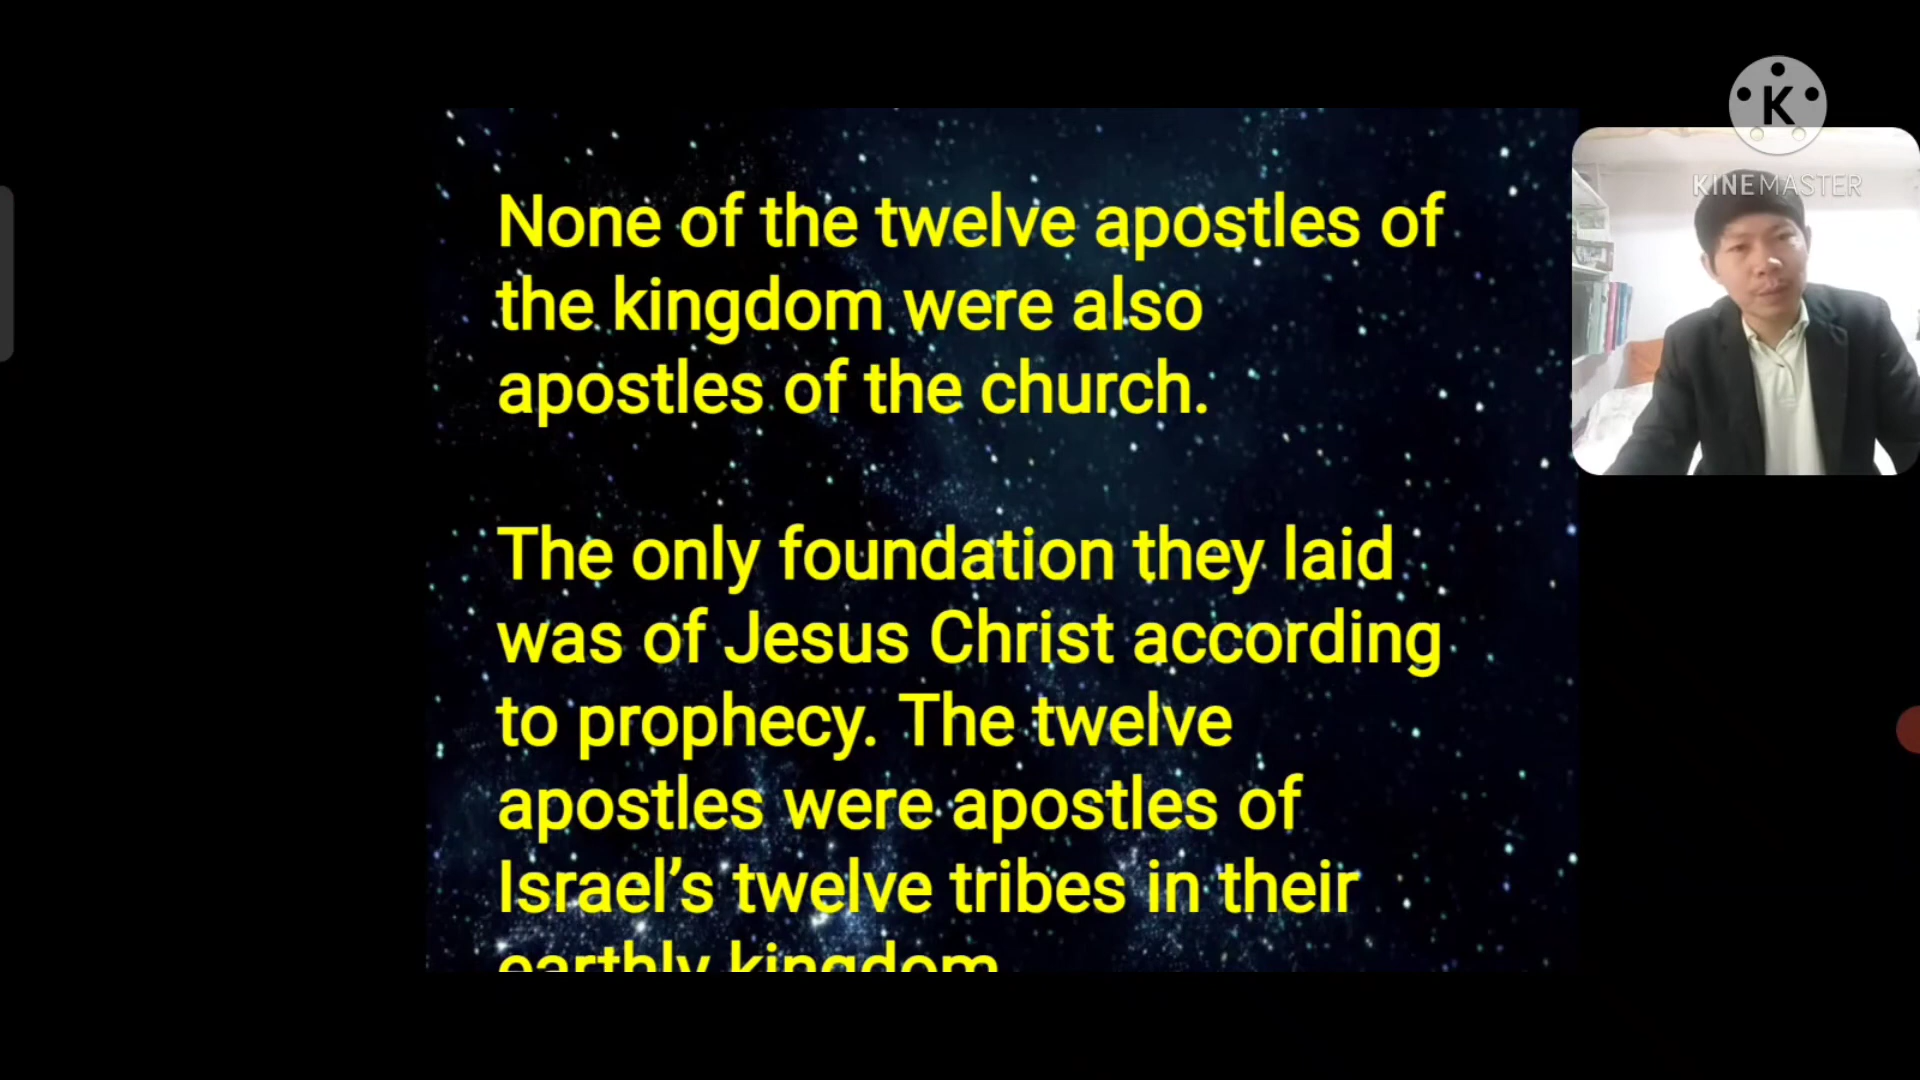 K
KINEMASTER
None of the twelve apostles of
the kingdom were also
apostles of the church.
The only foundation they laid
was of Jesus Christ according
to prophecy. The twelve
apostles were apostles of
Israel’s twelve tribes in their
earthly kingdom